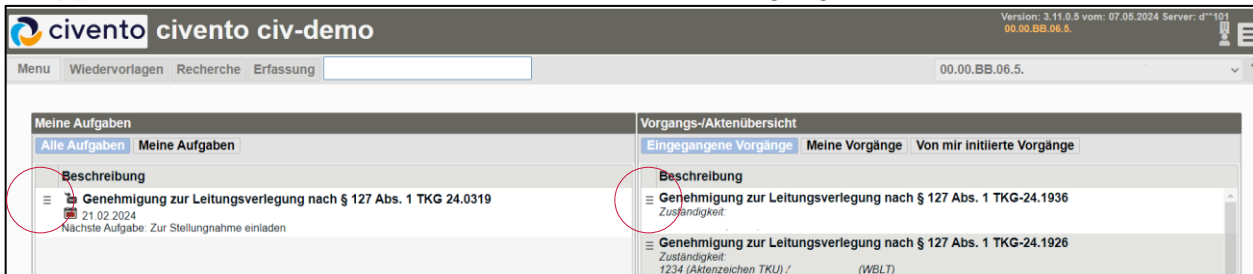 civento civento civ-demo
Version: 3.11.0.5 vom: 07.05.2024 Server: d**101
00.00.BB.06.5.
Menu Wiedervorlagen Recherche Erfassung
00.00.BB.06.5.
Meine Aufgaben
Alle Aufgaben Meine Aufgaben
Beschreibung
Genehmigung zur Leitungsverlegung nach § 127 Abs. 1 TKG 24.0319
21.02.2024
Nächste Aufgabe: Zur Stellungnahme einladen
Vorgangs-/Aktenübersicht
Eingegangene Vorgänge Meine Vorgänge Von mir initiierte Vorgänge
Beschreibung
Genehmigung zur Leitungsverlegung nach § 127 Abs. 1 TKG-24.1936
Zuständigkeit:
Genehmigung zur Leitungsverlegung nach § 127 Abs. 1 TKG-24.1926
Zuständigkeit:
1234 (Aktenzeichen TKU) / (WBLT)